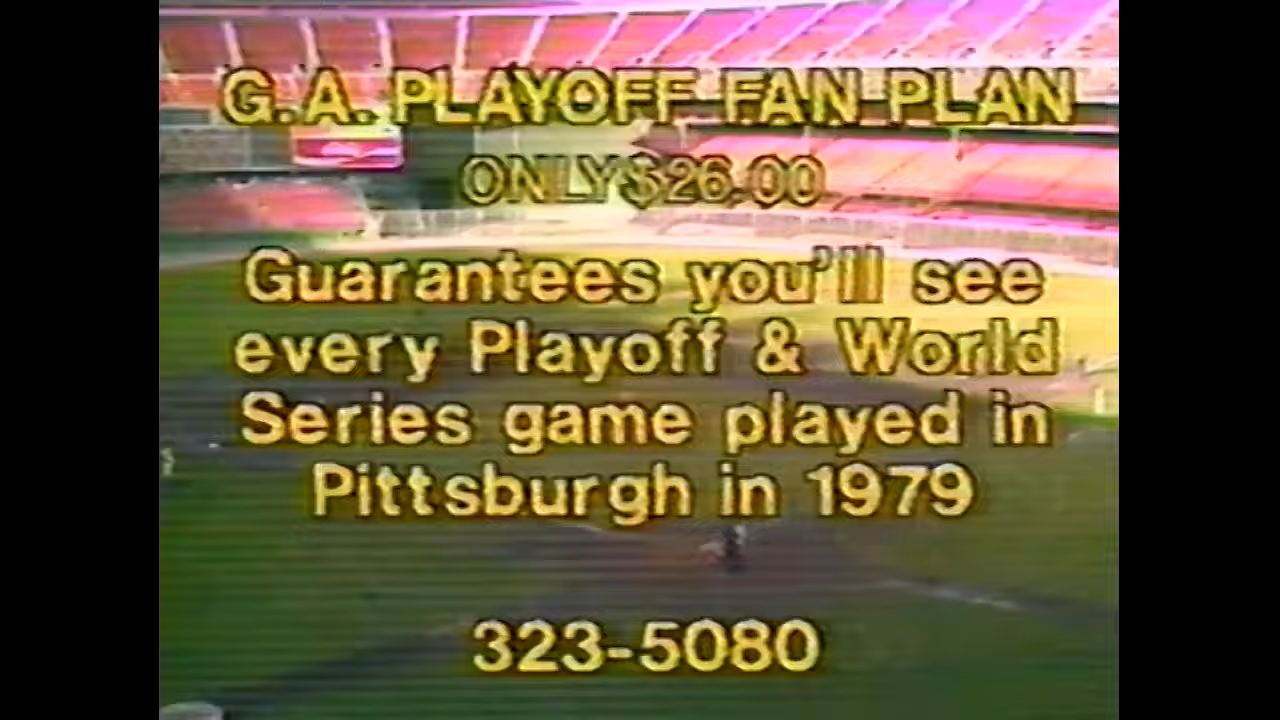 G.A. PLAYOFF FAN PLAN
ONLY $26.00
Guarantees you'll see
every Playoff & World
Series game played in
Pittsburgh in 1979
323-5080